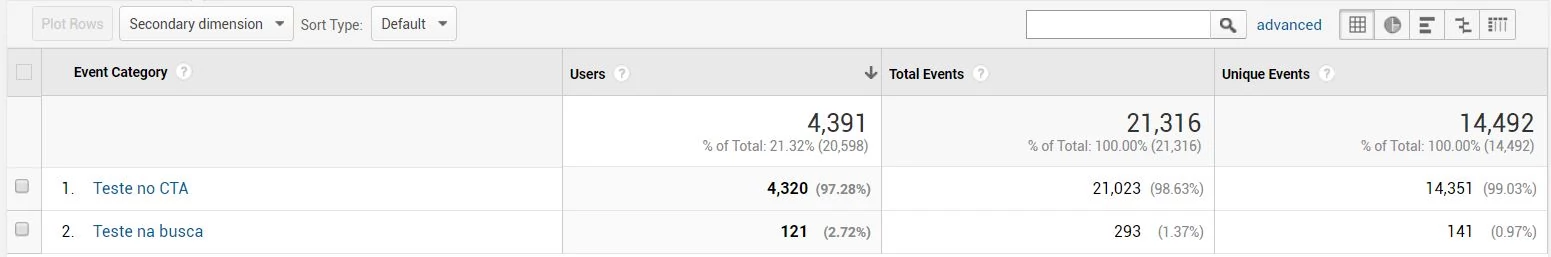 Plot Rows Secondary dimension Sort Type: Default advanced
Event Category ? Users ? Total Events ? Unique Events ?
4,391 21,316 14,492
% of Total: 21.32% (20,598) % of Total: 100.00% (21,316) % of Total: 100.00% (14,492)
1. Teste no CTA 4,320 (97.28%) 21,023 (98.63%) 14,351 (99.03%)
2. Teste na busca 121 (2.72%) 293 (1.37%) 141 (0.97%)